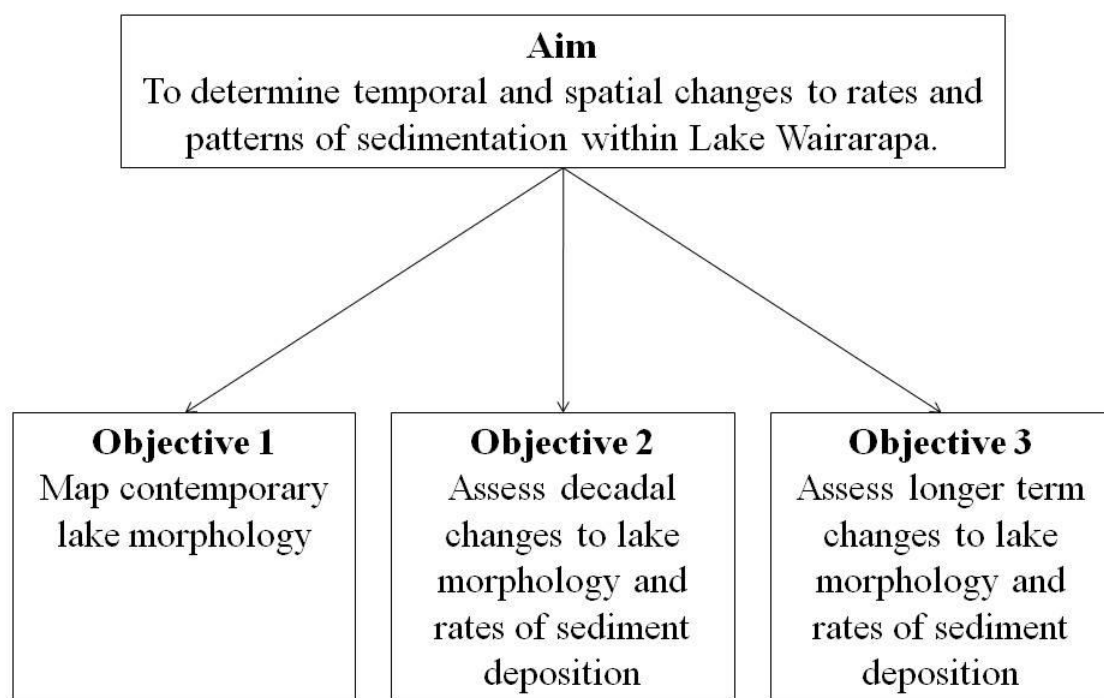 Aim
To determine temporal and spatial changes to rates and
patterns of sedimentation within Lake Wairarapa.
Objective 1
Map contemporary
lake morphology
Objective 2
Assess decadal
changes to lake
morphology and
rates of sediment
deposition
Objective 3
Assess longer term
changes to lake
morphology and
rates of sediment
deposition